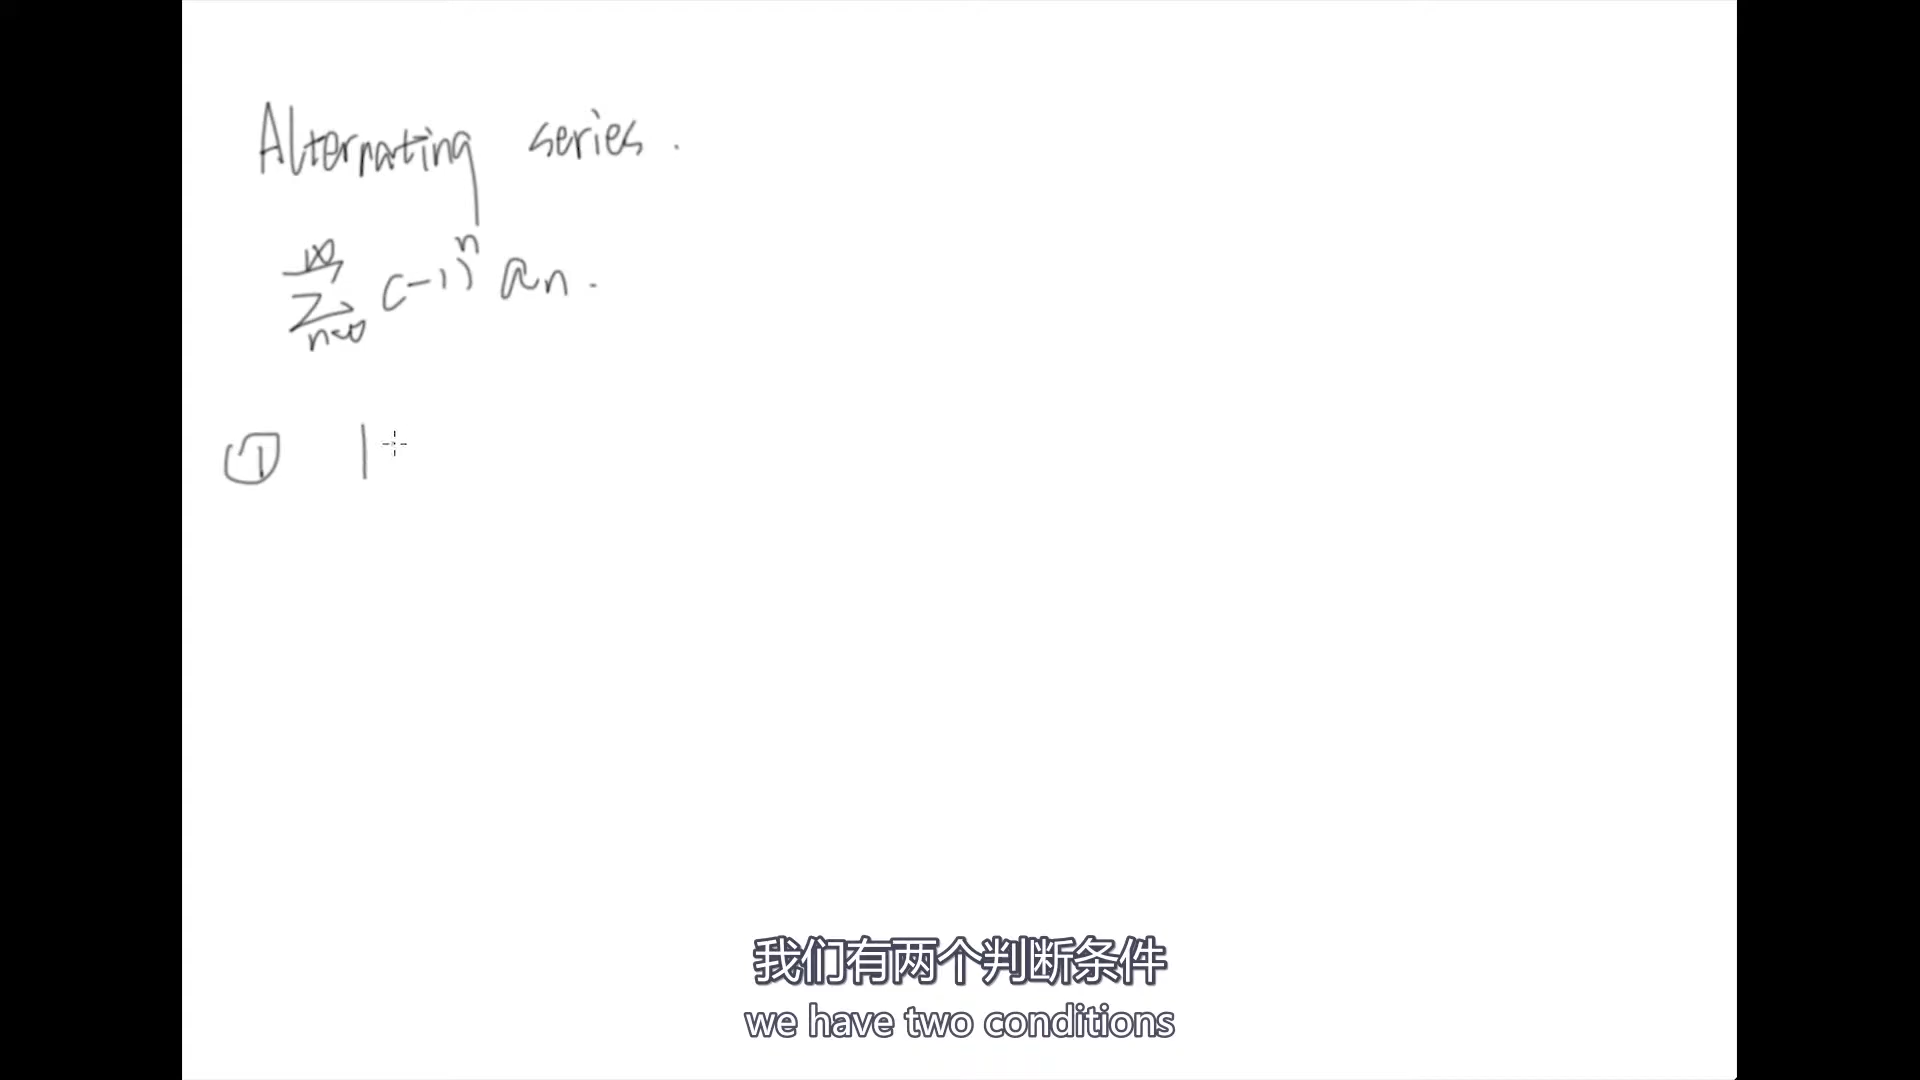 Alternating series.
∞
∑ (-1)^n an.
n=0
① |
我们有两个判断条件
we have two conditions